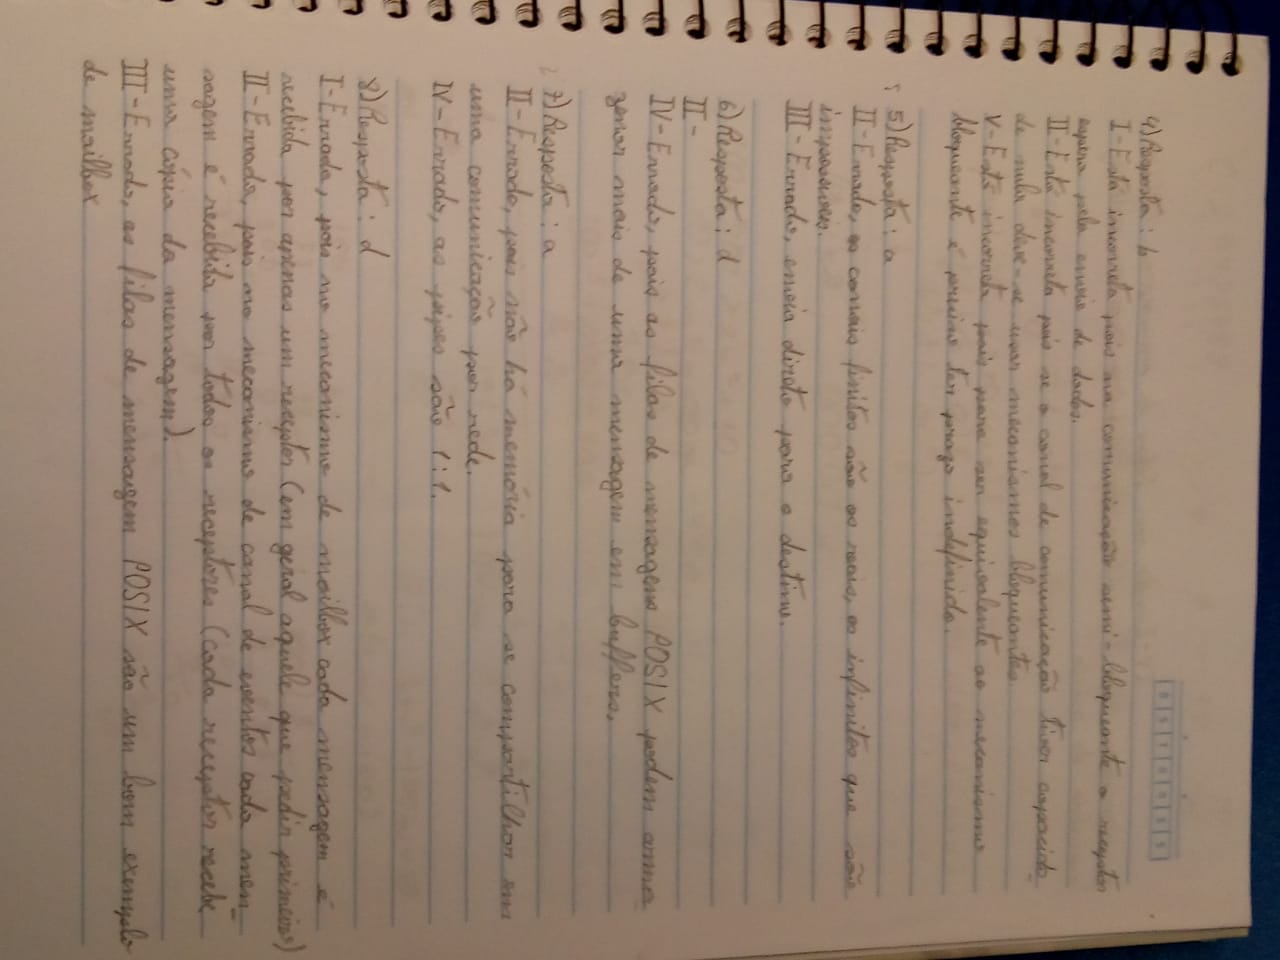 4) Resposta: b
I - Está incorreta pois na comunicação semi-bloqueante o receptor
espera pelo envio de dados.
II - Está incorreta pois se o canal de comunicação tiver capacida-
de nula deve-se usar mecanismos bloqueantes.
V - Está incorreta pois para ser equivalente ao mecanismo
bloqueante é preciso ter prazo indefinido.
5) Resposta: a
II - Errado, os canais finitos são os reais, os infinitos que são
impossíveis.
III - Errado, envia direto para o destino.
6) Resposta: d
II -
IV - Errado, pois as filas de mensagens POSIX podem arma
zenar mais de uma mensagem em buffers.
7) Resposta: a
II - Errado, pois não há memória para se compartilhar em
uma comunicação por rede.
IV - Errado, as pipes são 1:1.
8) Resposta: d
I - Errada, pois no mecanismo de mailbox cada mensagem é
recebida por apenas um receptor (em geral aquele que pedir primeiro)
II - Errada, pois no mecanismo de canal de eventos cada men-
sagem é recebida por todos os receptores (cada receptor recebe
uma cópia da mensagem).
III - Errado, as filas de mensagem POSIX são um bom exemplo
de mailbox